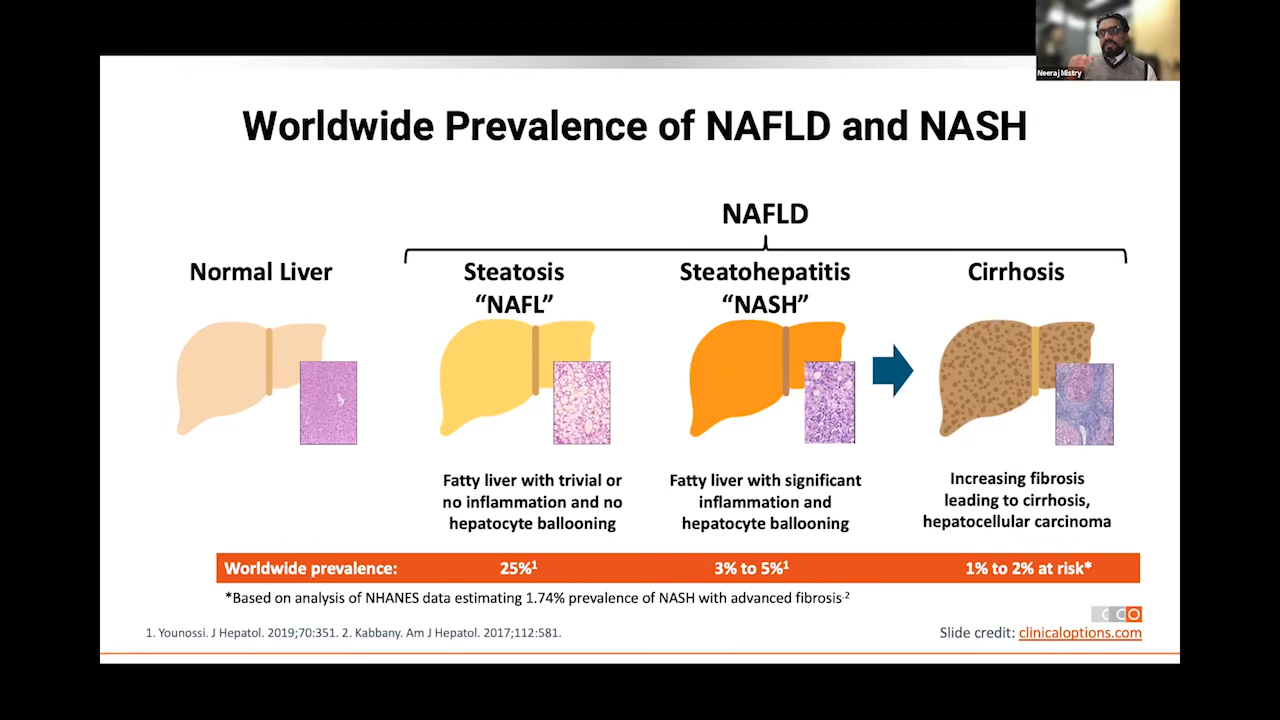 Neeraj Mistry
Worldwide Prevalence of NAFLD and NASH
NAFLD
Normal Liver
Steatosis
“NAFL”
Steatohepatitis
“NASH”
Cirrhosis
Fatty liver with trivial or
no inflammation and no
hepatocyte ballooning
Fatty liver with significant
inflammation and
hepatocyte ballooning
Increasing fibrosis
leading to cirrhosis,
hepatocellular carcinoma
Worldwide prevalence: 25%¹ 3% to 5%¹ 1% to 2% at risk*
*Based on analysis of NHANES data estimating 1.74% prevalence of NASH with advanced fibrosis.²
CCO
1. Younossi. J Hepatol. 2019;70:351. 2. Kabbany. Am J Hepatol. 2017;112:581.
Slide credit: clinicaloptions.com